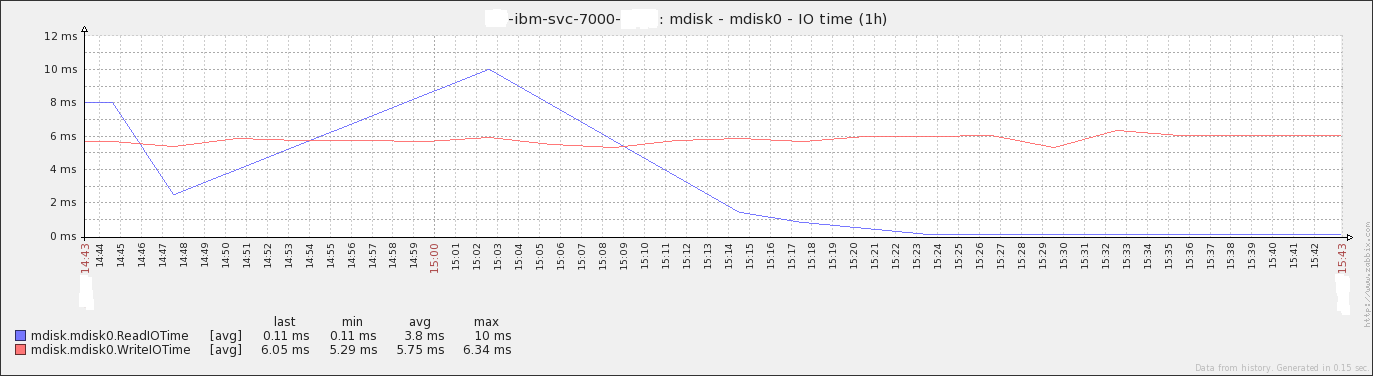 -ibm-svc-7000- : mdisk - mdisk0 - IO time (1h)
12 ms
10 ms
8 ms
6 ms
4 ms
2 ms
0 ms
14:43 14:44 14:45 14:46 14:47 14:48 14:49 14:50 14:51 14:52 14:53 14:54 14:55 14:56 14:57 14:58 14:59 15:00 15:01 15:02 15:03 15:04 15:05 15:06 15:07 15:08 15:09 15:10 15:11 15:12 15:13 15:14 15:15 15:16 15:17 15:18 15:19 15:20 15:21 15:22 15:23 15:24 15:25 15:26 15:27 15:28 15:29 15:30 15:31 15:32 15:33 15:34 15:35 15:36 15:37 15:38 15:39 15:40 15:41 15:42 15:43
http://www.zabbix.com
last min avg max
mdisk.mdisk0.ReadIOTime [avg] 0.11 ms 0.11 ms 3.8 ms 10 ms
mdisk.mdisk0.WriteIOTime [avg] 6.05 ms 5.29 ms 5.75 ms 6.34 ms
Data from history. Generated in 0.15 sec.